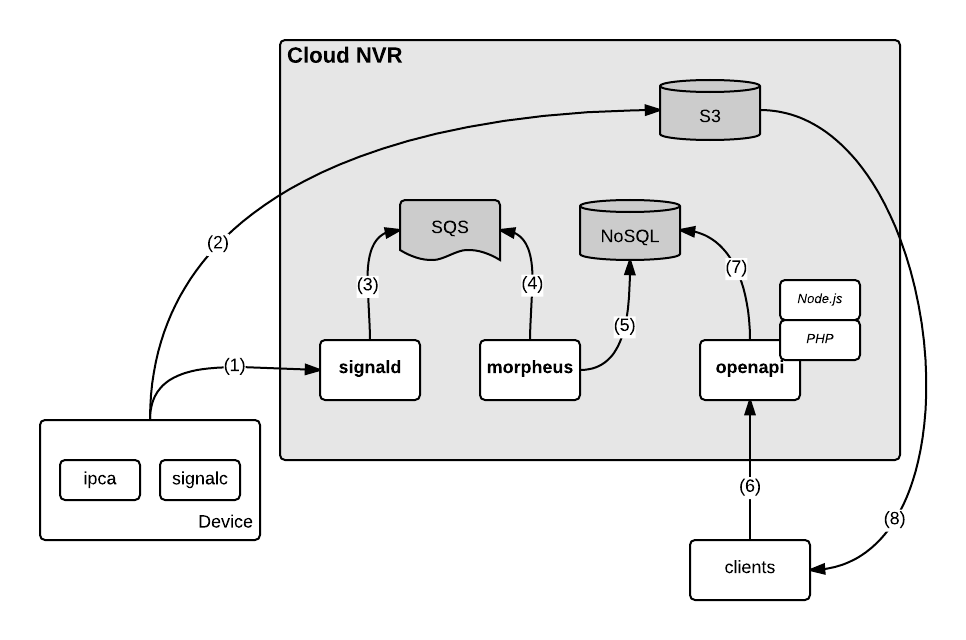 Cloud NVR
S3
(2)
SQS
NoSQL
(3)
(4)
(7)
(5)
Node.js
PHP
(1)
signald
morpheus
openapi
ipca
signalc
Device
(6)
(8)
clients